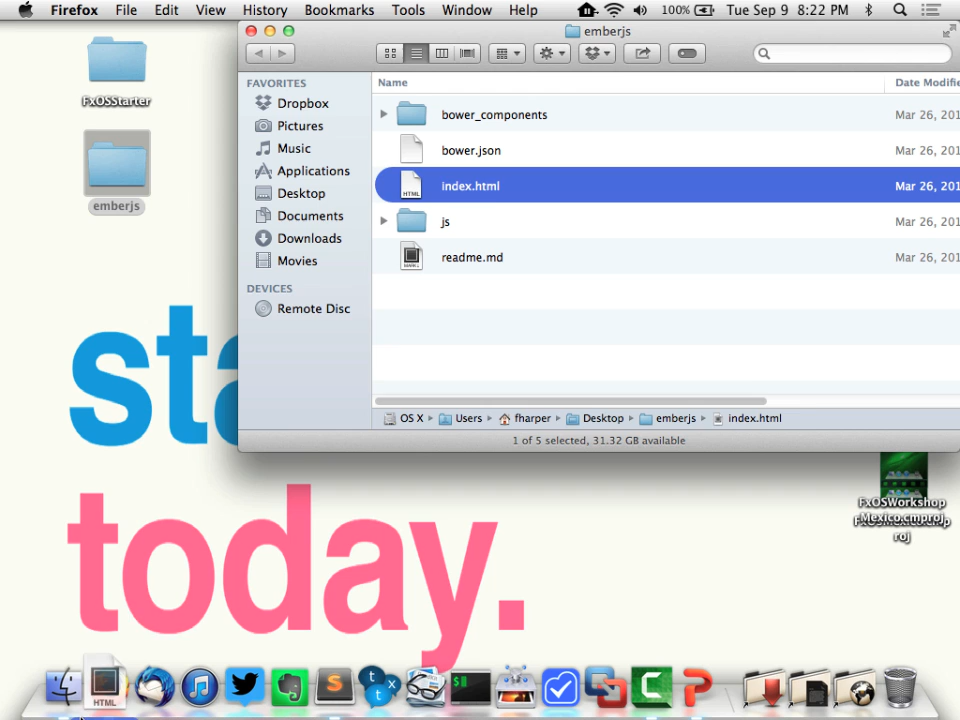 Firefox File Edit View History Bookmarks Tools Window Help 100% Tue Sep 9 8:22 PM
emberjs
FxOSStarter
emberjs
FAVORITES
Dropbox
Pictures
Music
Applications
Desktop
Documents
Downloads
Movies
DEVICES
Remote Disc
Name Date Modifie
bower_components Mar 26, 201
bower.json Mar 26, 201
HTML index.html Mar 26, 201
js Mar 26, 201
readme.md Mar 26, 201
OS X Users fharper Desktop emberjs index.html
1 of 5 selected, 31.32 GB available
sta
today.
FxOSWorkshop
Mexico.cmproj
roj
HTML
S
t
t
x
$
C
P